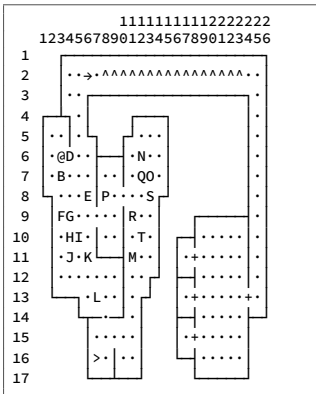 11111111112222222
12345678901234567890123456
1
2 ··→·^^^^^^^^^^^^^^^^··
3 ·· ·
4 · ·
5 ··· ··· ·
6 ·@D·· ·N·· ·
7 ·B··· ·QO· ·
8 ···E P····S ·
9 FG··· ··R·· ·
10 ·HI·· ···T· ····· ·
11 ·J·K ·M·· ·+····· ·
12 ··········· ····· ·
13 ··L·· ·+·····+·
14 · ·····
15 ····· ·+·····
16 >· ·· ·····
17